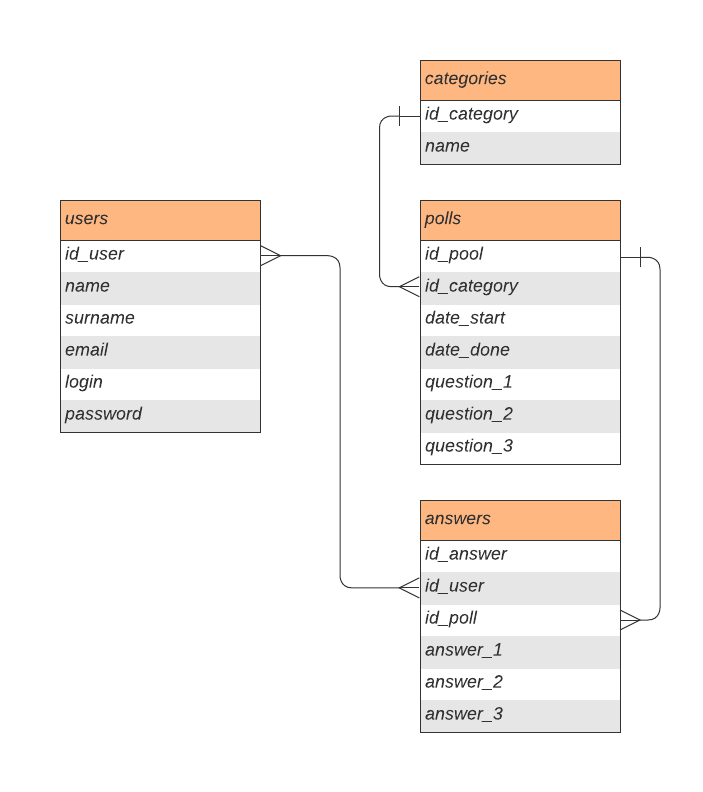 categories
id_category
name
users
id_user
name
surname
email
login
password
polls
id_pool
id_category
date_start
date_done
question_1
question_2
question_3
answers
id_answer
id_user
id_poll
answer_1
answer_2
answer_3